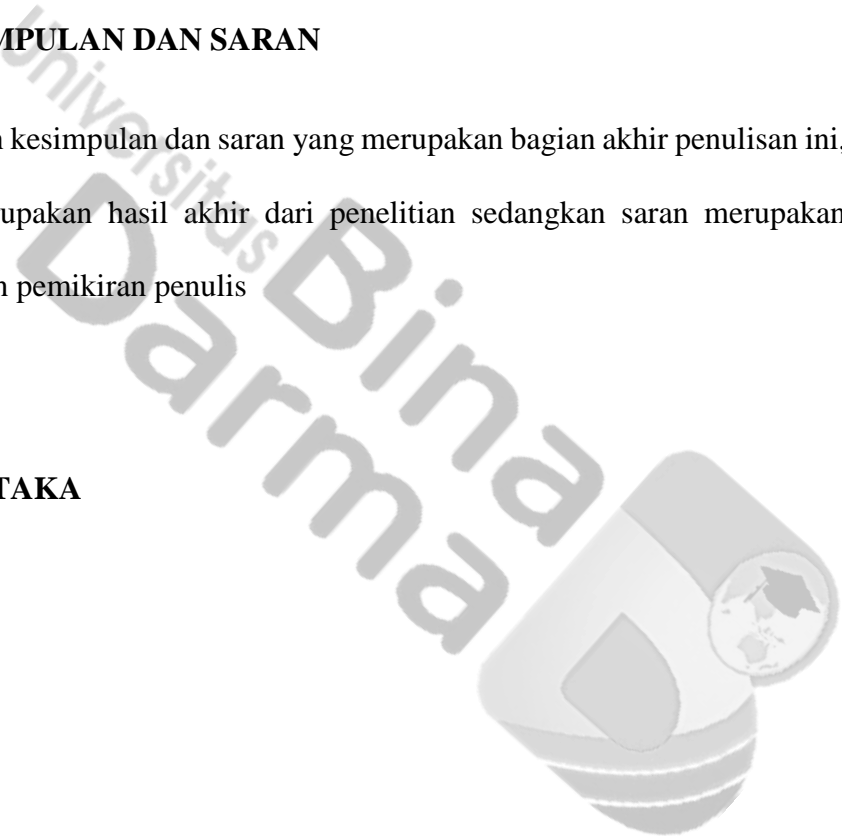 MPULAN DAN SARAN
n kesimpulan dan saran yang merupakan bagian akhir penulisan ini,
upakan hasil akhir dari penelitian sedangkan saran merupakan
n pemikiran penulis
TAKA
Universitas
Bina
Darma